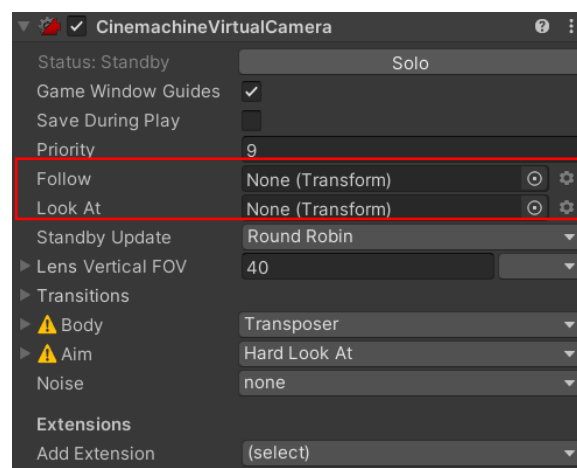 CinemachineVirtualCamera
Status: Standby Solo
Game Window Guides
Save During Play
Priority 9
Follow None (Transform)
Look At None (Transform)
Standby Update Round Robin
Lens Vertical FOV 40
Transitions
Body Transposer
Aim Hard Look At
Noise none
Extensions
Add Extension (select)